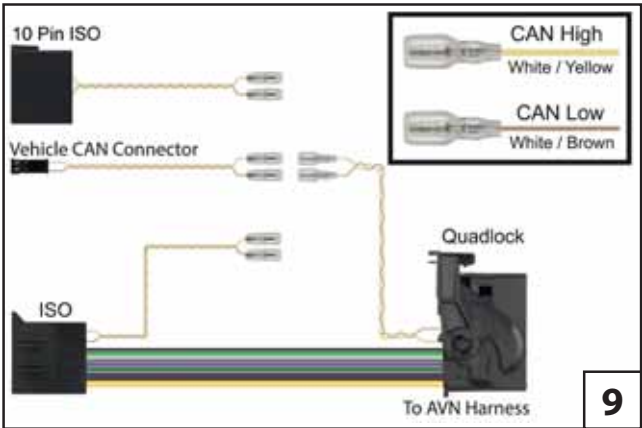 10 Pin ISO
CAN High
White / Yellow
CAN Low
White / Brown
Vehicle CAN Connector
Quadlock
ISO
To AVN Harness
9